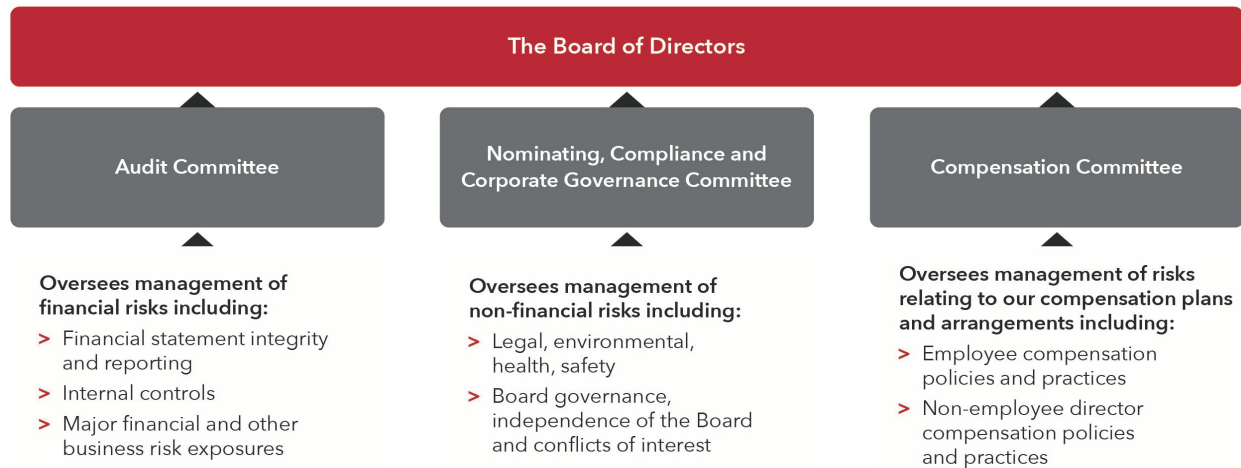 The Board of Directors
Audit Committee
Nominating, Compliance and
Corporate Governance Committee
Compensation Committee
Oversees management of
financial risks including:
> Financial statement integrity
and reporting
> Internal controls
> Major financial and other
business risk exposures
Oversees management of
non-financial risks including:
> Legal, environmental,
health, safety
> Board governance,
independence of the Board
and conflicts of interest
Oversees management of risks
relating to our compensation plans
and arrangements including:
> Employee compensation
policies and practices
> Non-employee director
compensation policies
and practices